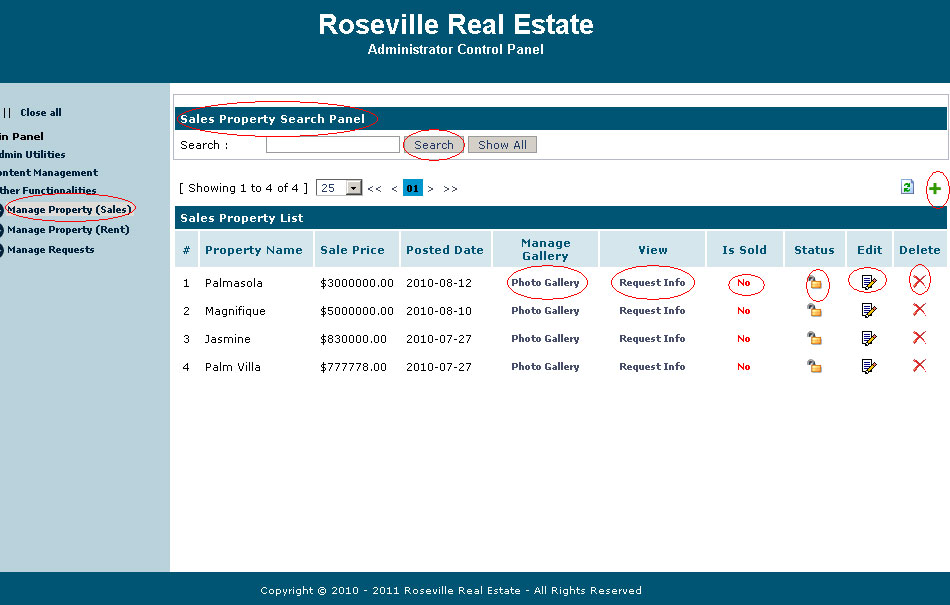 Roseville Real Estate
Administrator Control Panel
|| Close all
in Panel
dmin Utilities
ontent Management
ther Functionalities
Manage Property (Sales)
Manage Property (Rent)
Manage Requests
Sales Property Search Panel
Search : Search Show All
[ Showing 1 to 4 of 4 ] 25 << < 01 > >>
Sales Property List
# Property Name Sale Price Posted Date Manage Gallery View Is Sold Status Edit Delete
1 Palmasola $3000000.00 2010-08-12 Photo Gallery Request Info No
2 Magnifique $5000000.00 2010-08-10 Photo Gallery Request Info No
3 Jasmine $830000.00 2010-07-27 Photo Gallery Request Info No
4 Palm Villa $777778.00 2010-07-27 Photo Gallery Request Info No
Copyright © 2010 - 2011 Roseville Real Estate - All Rights Reserved